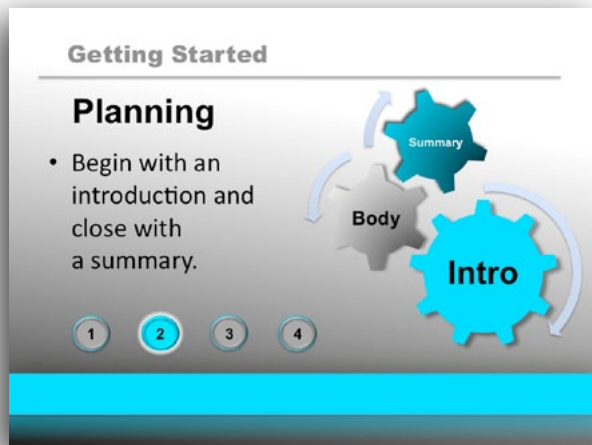 Getting Started
Planning
• Begin with an
introduction and
close with
a summary.
Summary
Body
Intro
1 2 3 4